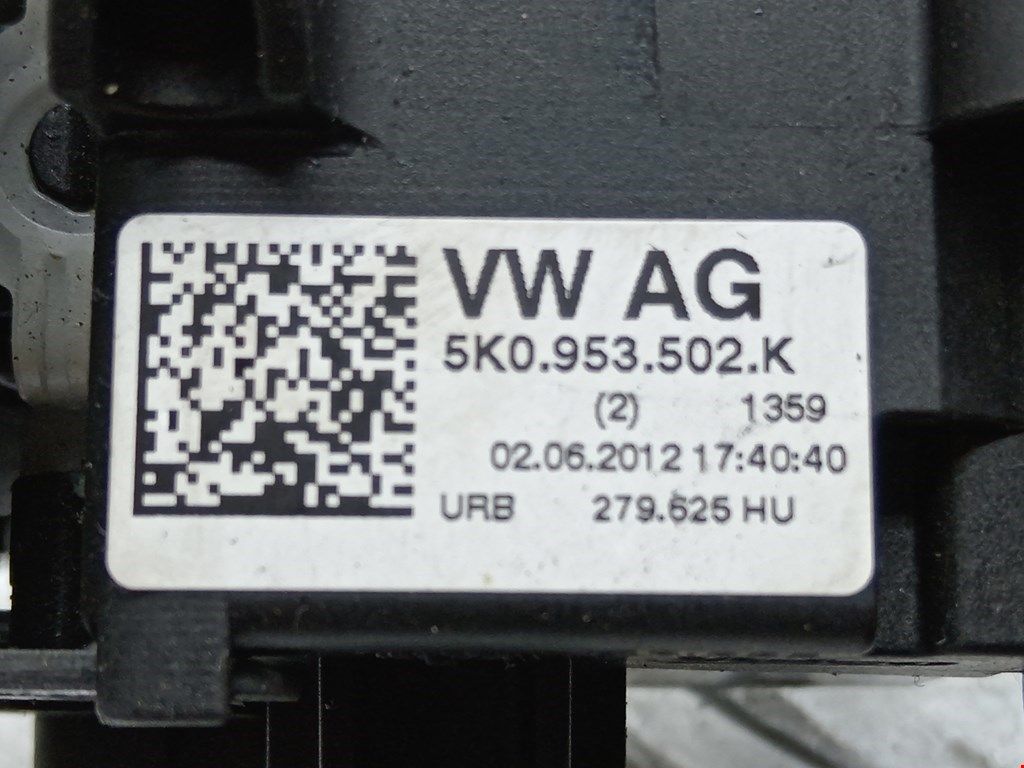 VW AG
5K0.953.502.K
(2) 1359
02.06.2012 17:40:40
URB 279.625 HU